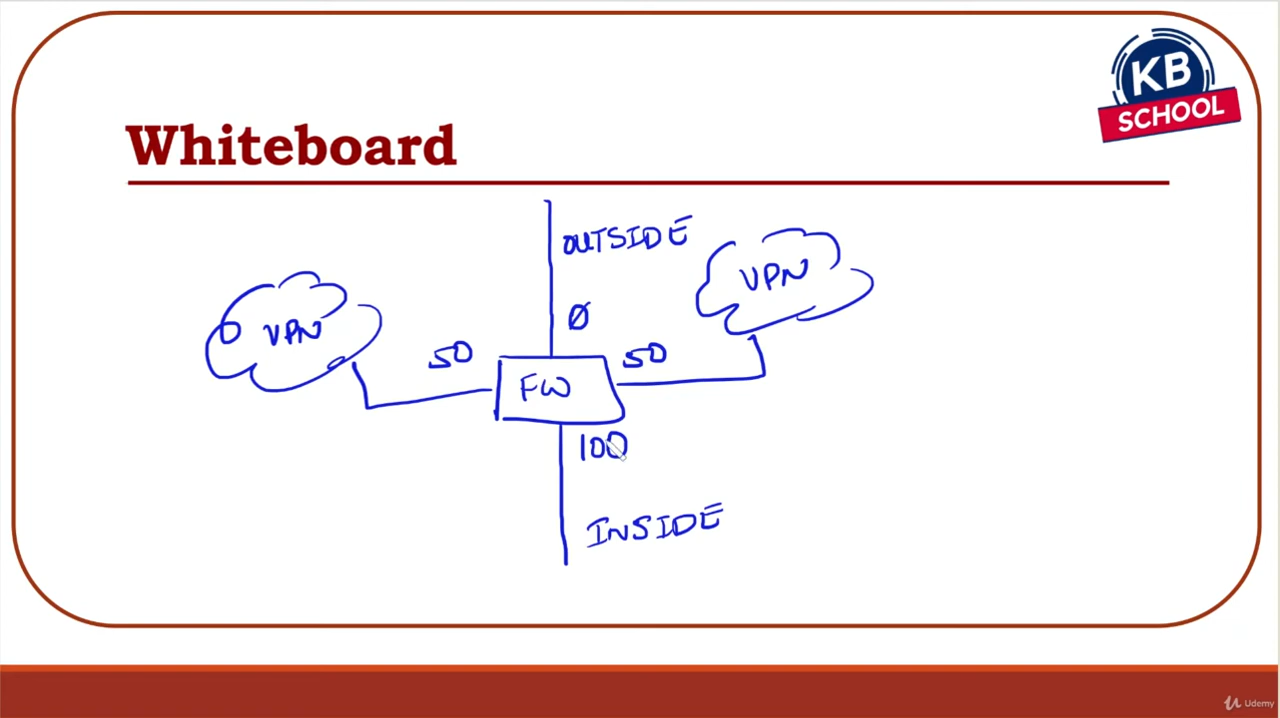 KB
SCHOOL
Whiteboard
OUTSIDE
VPN
VPN
0
50
50
FW
100
INSIDE
Udemy